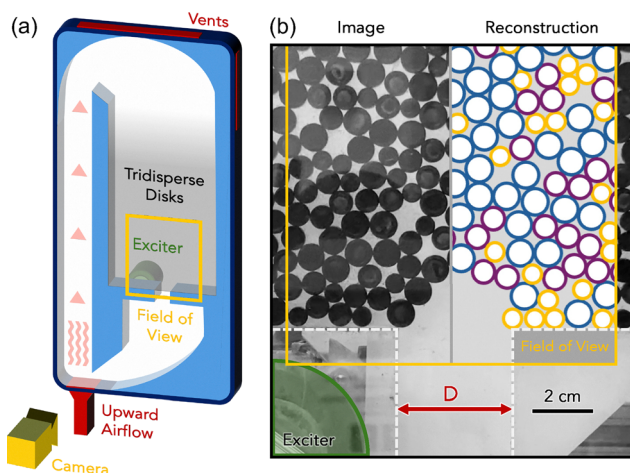 (a)
Vents
Tridisperse
Disks
Exciter
Field of
View
Upward
Airflow
Camera
(b)
Image
Reconstruction
Field of View
D
2 cm
Exciter